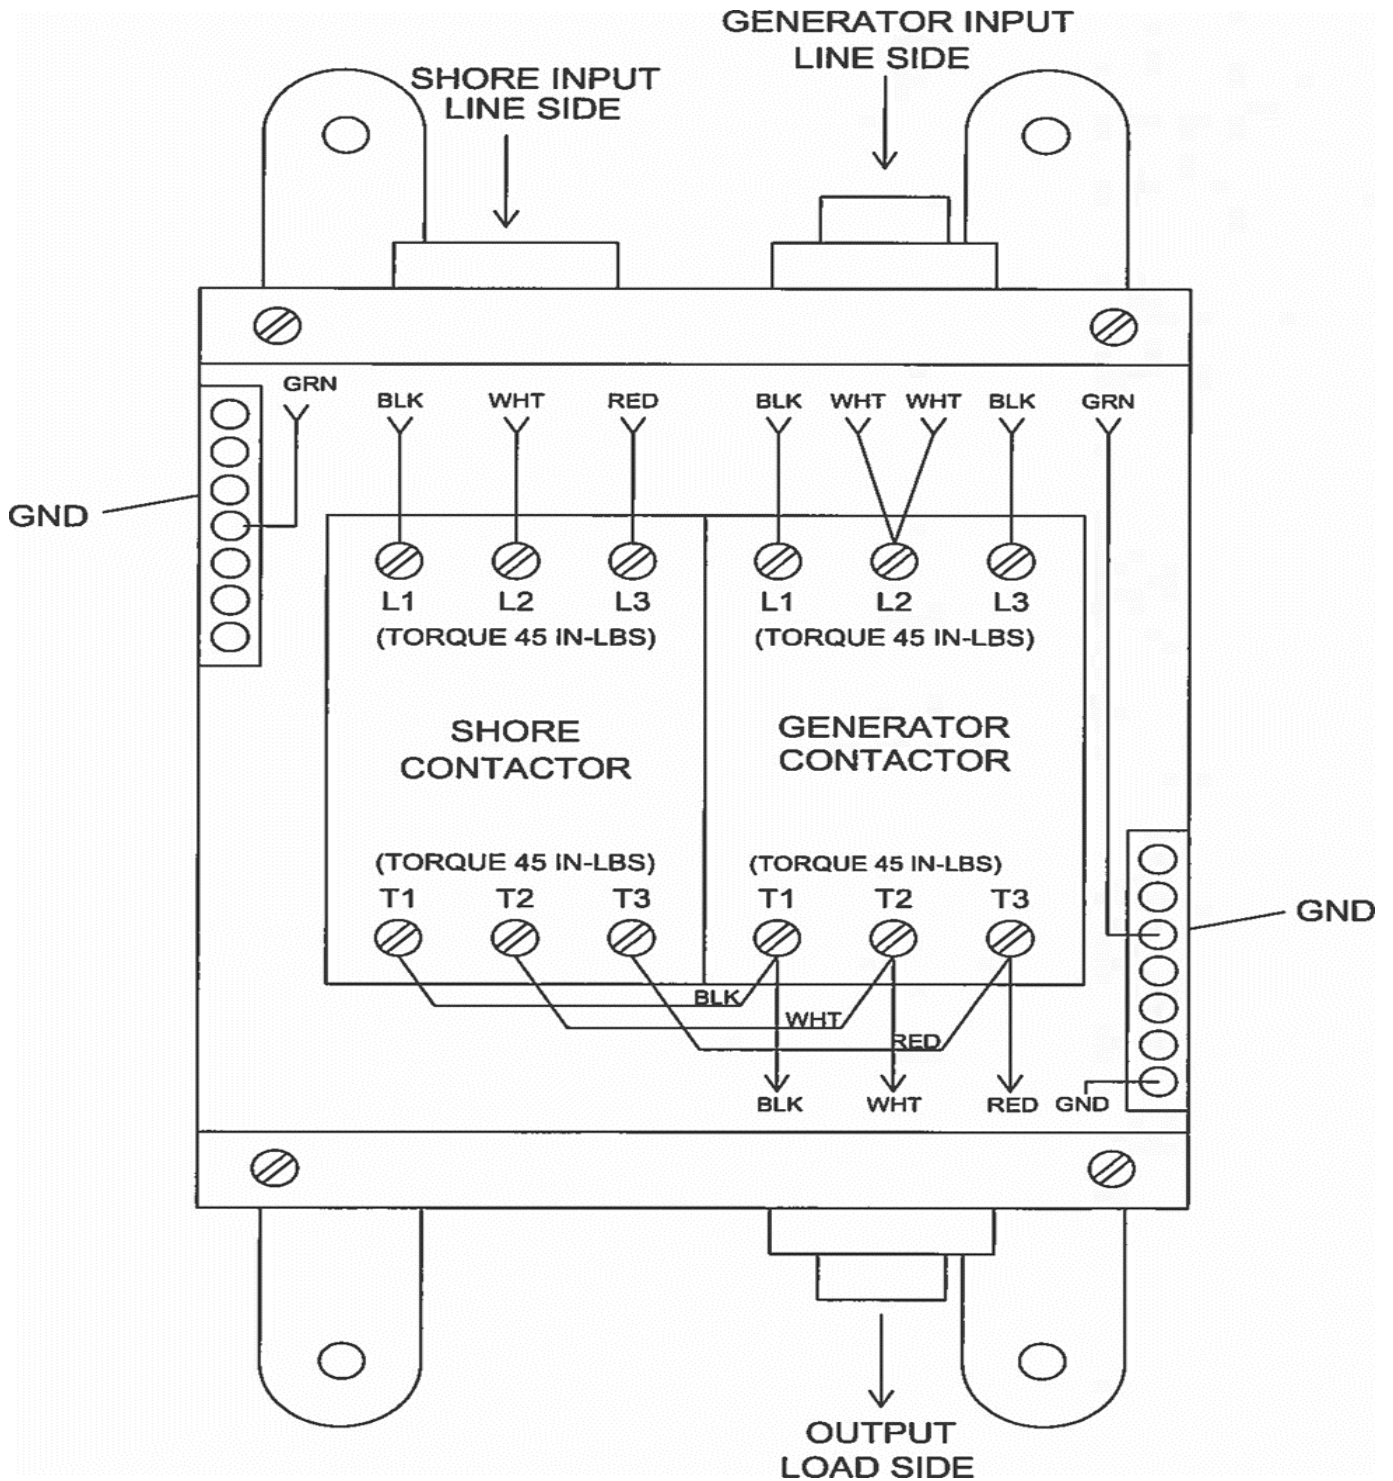 GENERATOR INPUT
LINE SIDE
SHORE INPUT
LINE SIDE
GRN
BLK
WHT
RED
BLK
WHT
WHT
BLK
GRN
GND
L1
L2
L3
L1
L2
L3
(TORQUE 45 IN-LBS)
(TORQUE 45 IN-LBS)
SHORE
CONTACTOR
GENERATOR
CONTACTOR
(TORQUE 45 IN-LBS)
(TORQUE 45 IN-LBS)
T1
T2
T3
T1
T2
T3
GND
BLK
WHT
RED
BLK
WHT
RED
GND
OUTPUT
LOAD SIDE